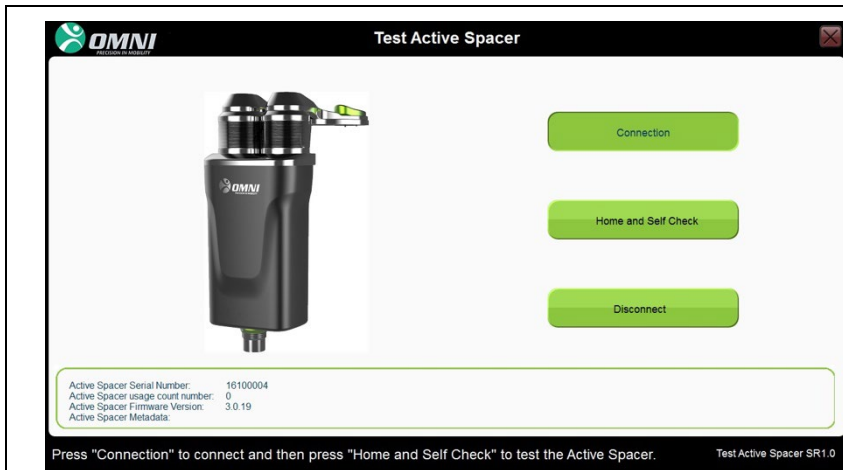 OMNI
PRECISION IN MOBILITY
Test Active Spacer
OMNI
Connection
Home and Self Check
Disconnect
Active Spacer Serial Number: 16100004
Active Spacer usage count number: 0
Active Spacer Firmware Version: 3.0.19
Active Spacer Metadata:
Press "Connection" to connect and then press "Home and Self Check" to test the Active Spacer.
Test Active Spacer SR1.0